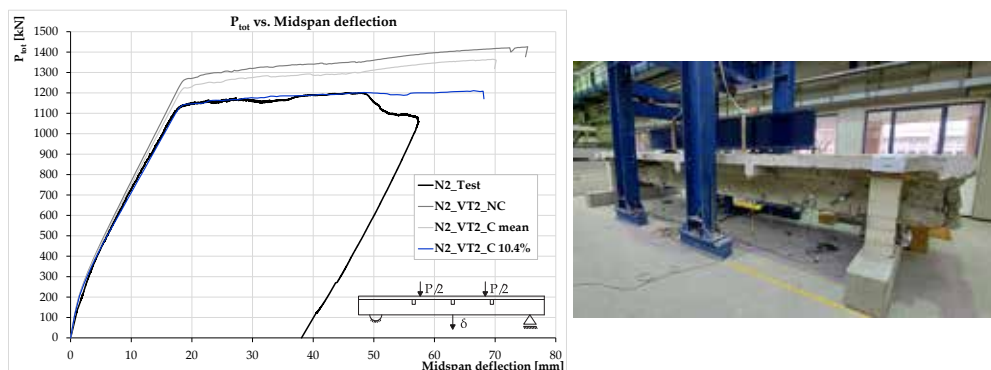 P_tot vs. Midspan deflection
P_tot [kN]
1500
1400
1300
1200
1100
1000
900
800
700
600
500
400
300
200
100
0
N2_Test
N2_VT2_NC
N2_VT2_C mean
N2_VT2_C 10.4%
P/2 P/2
δ
0 10 20 30 40 50 60 70 80
Midspan deflection [mm]